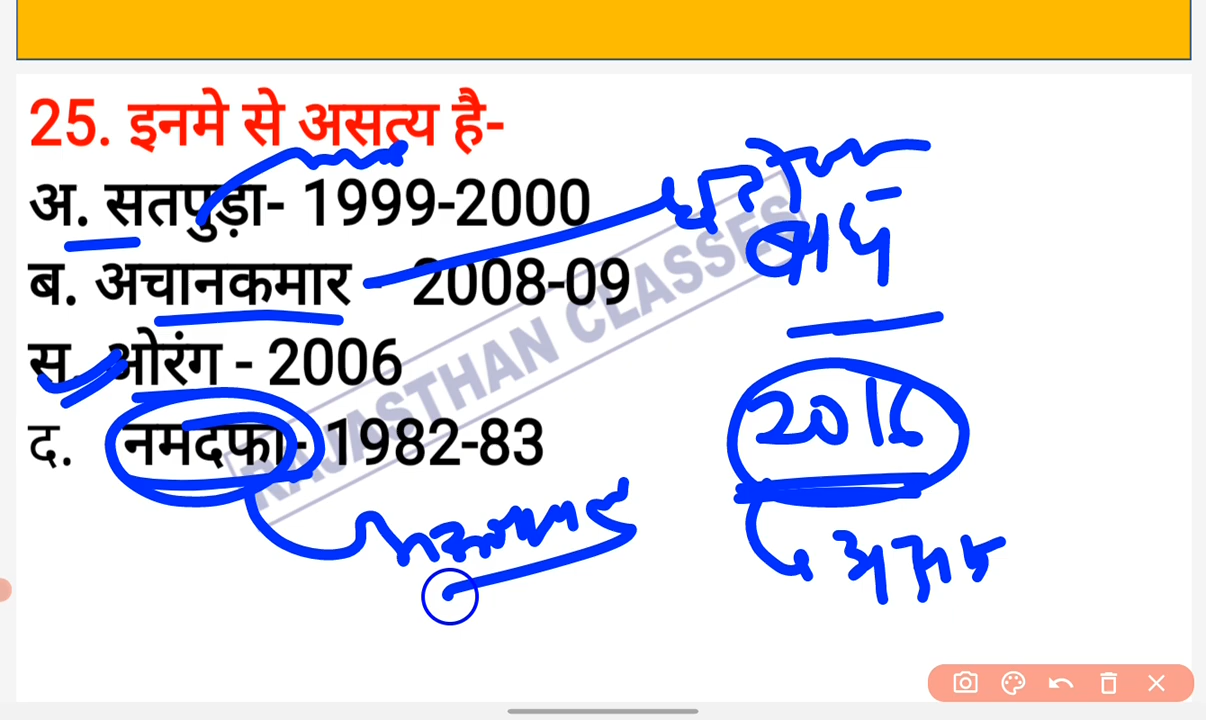 25. इनमे से असत्य है-
अ. सतपुड़ा- 1999-2000
ब. अचानकमार - 2008-09
स. ओरंग - 2006
द. नमदफा- 1982-83
RAJASTHAN CLASSES
2016